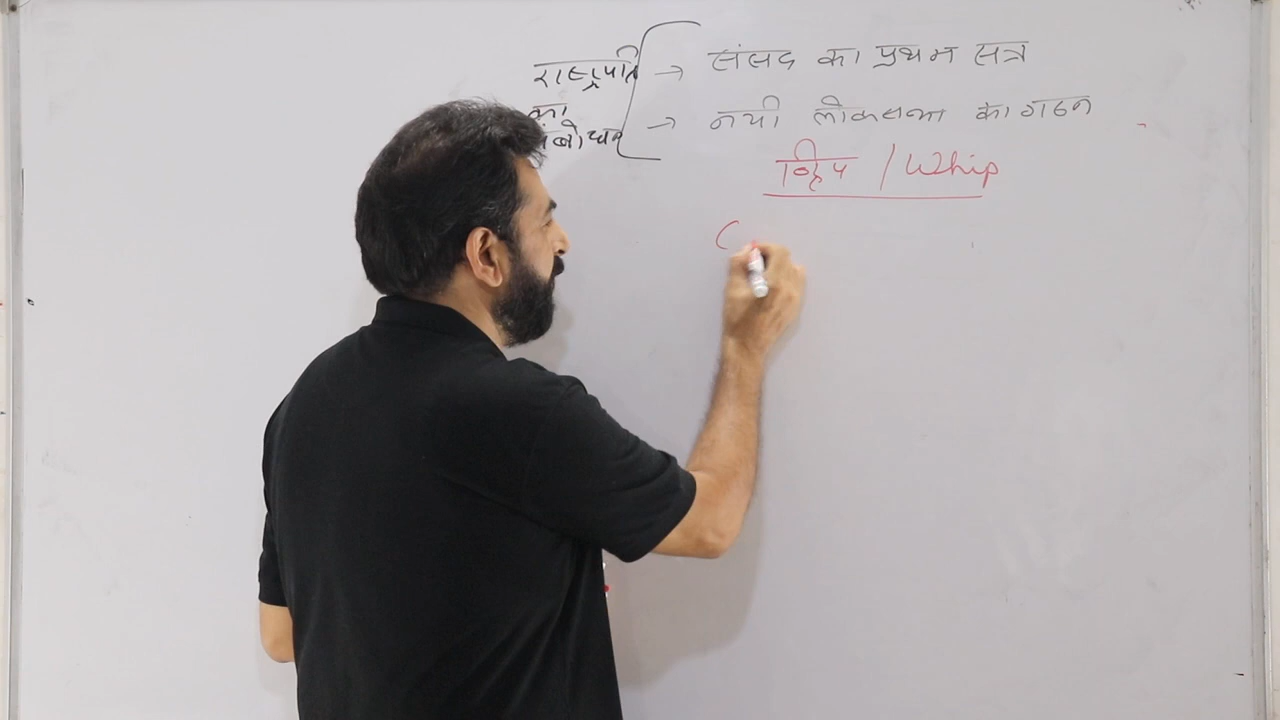 राष्ट्रपति → संसद का प्रथम सत्र
का
संबोधन → नयी लोकसभा का गठन
व्हिप / Whip
(